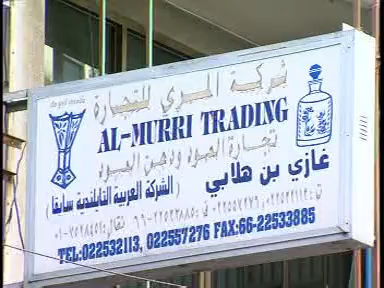 شركة المري للتجارة
AL-MURRI TRADING
تجارة العود ودهن العود
غازي بن هلابي
(الشركة العربية التايلندية سابقا)
TEL:022532113, 022557276 FAX:66-22533885